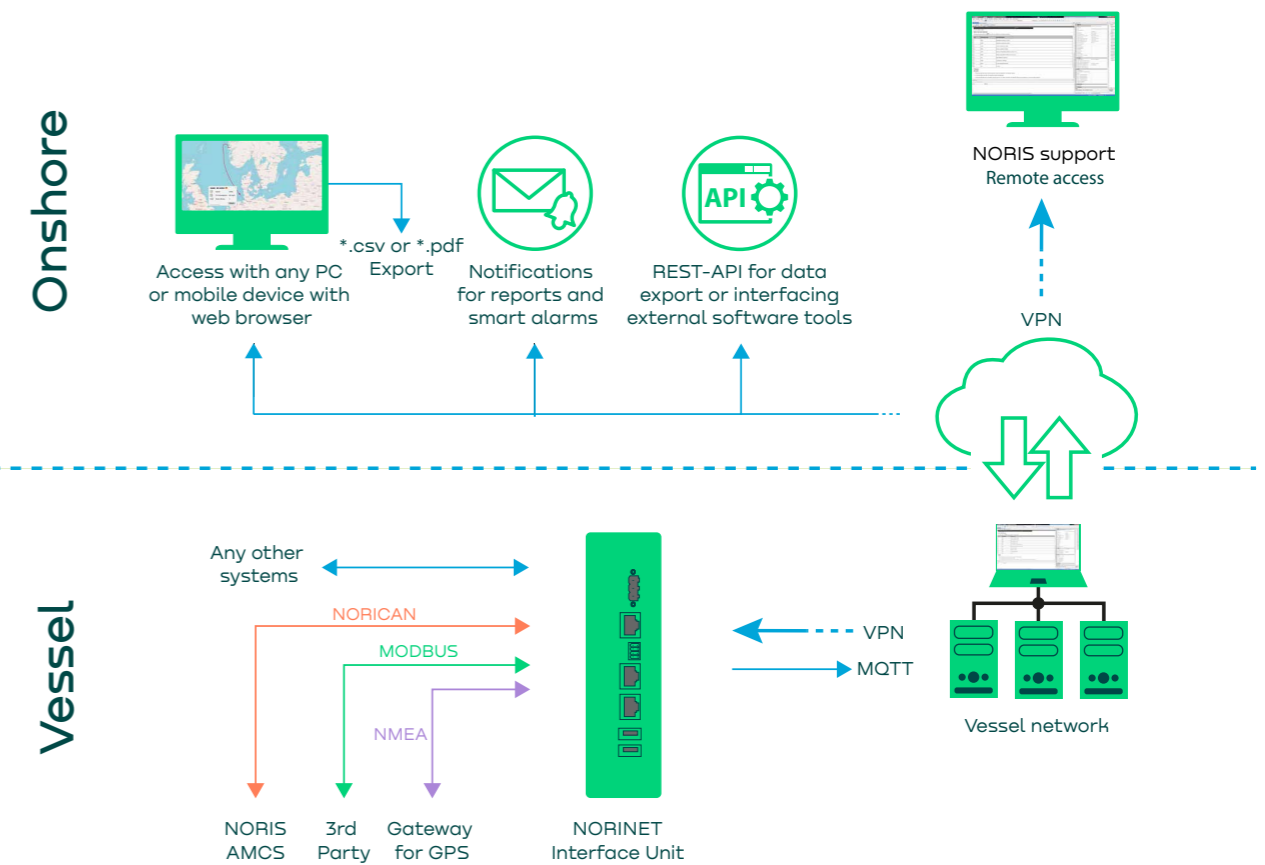 Onshore
*.csv or *.pdf
Export
Access with any PC
or mobile device with
web browser
Notifications
for reports and
smart alarms
API
REST-API for data
export or interfacing
external software tools
NORIS support
Remote access
VPN
Vessel
Any other
systems
NORICAN
MODBUS
NMEA
NORIS
AMCS
3rd
Party
Gateway
for GPS
NORINET
Interface Unit
VPN
MQTT
Vessel network